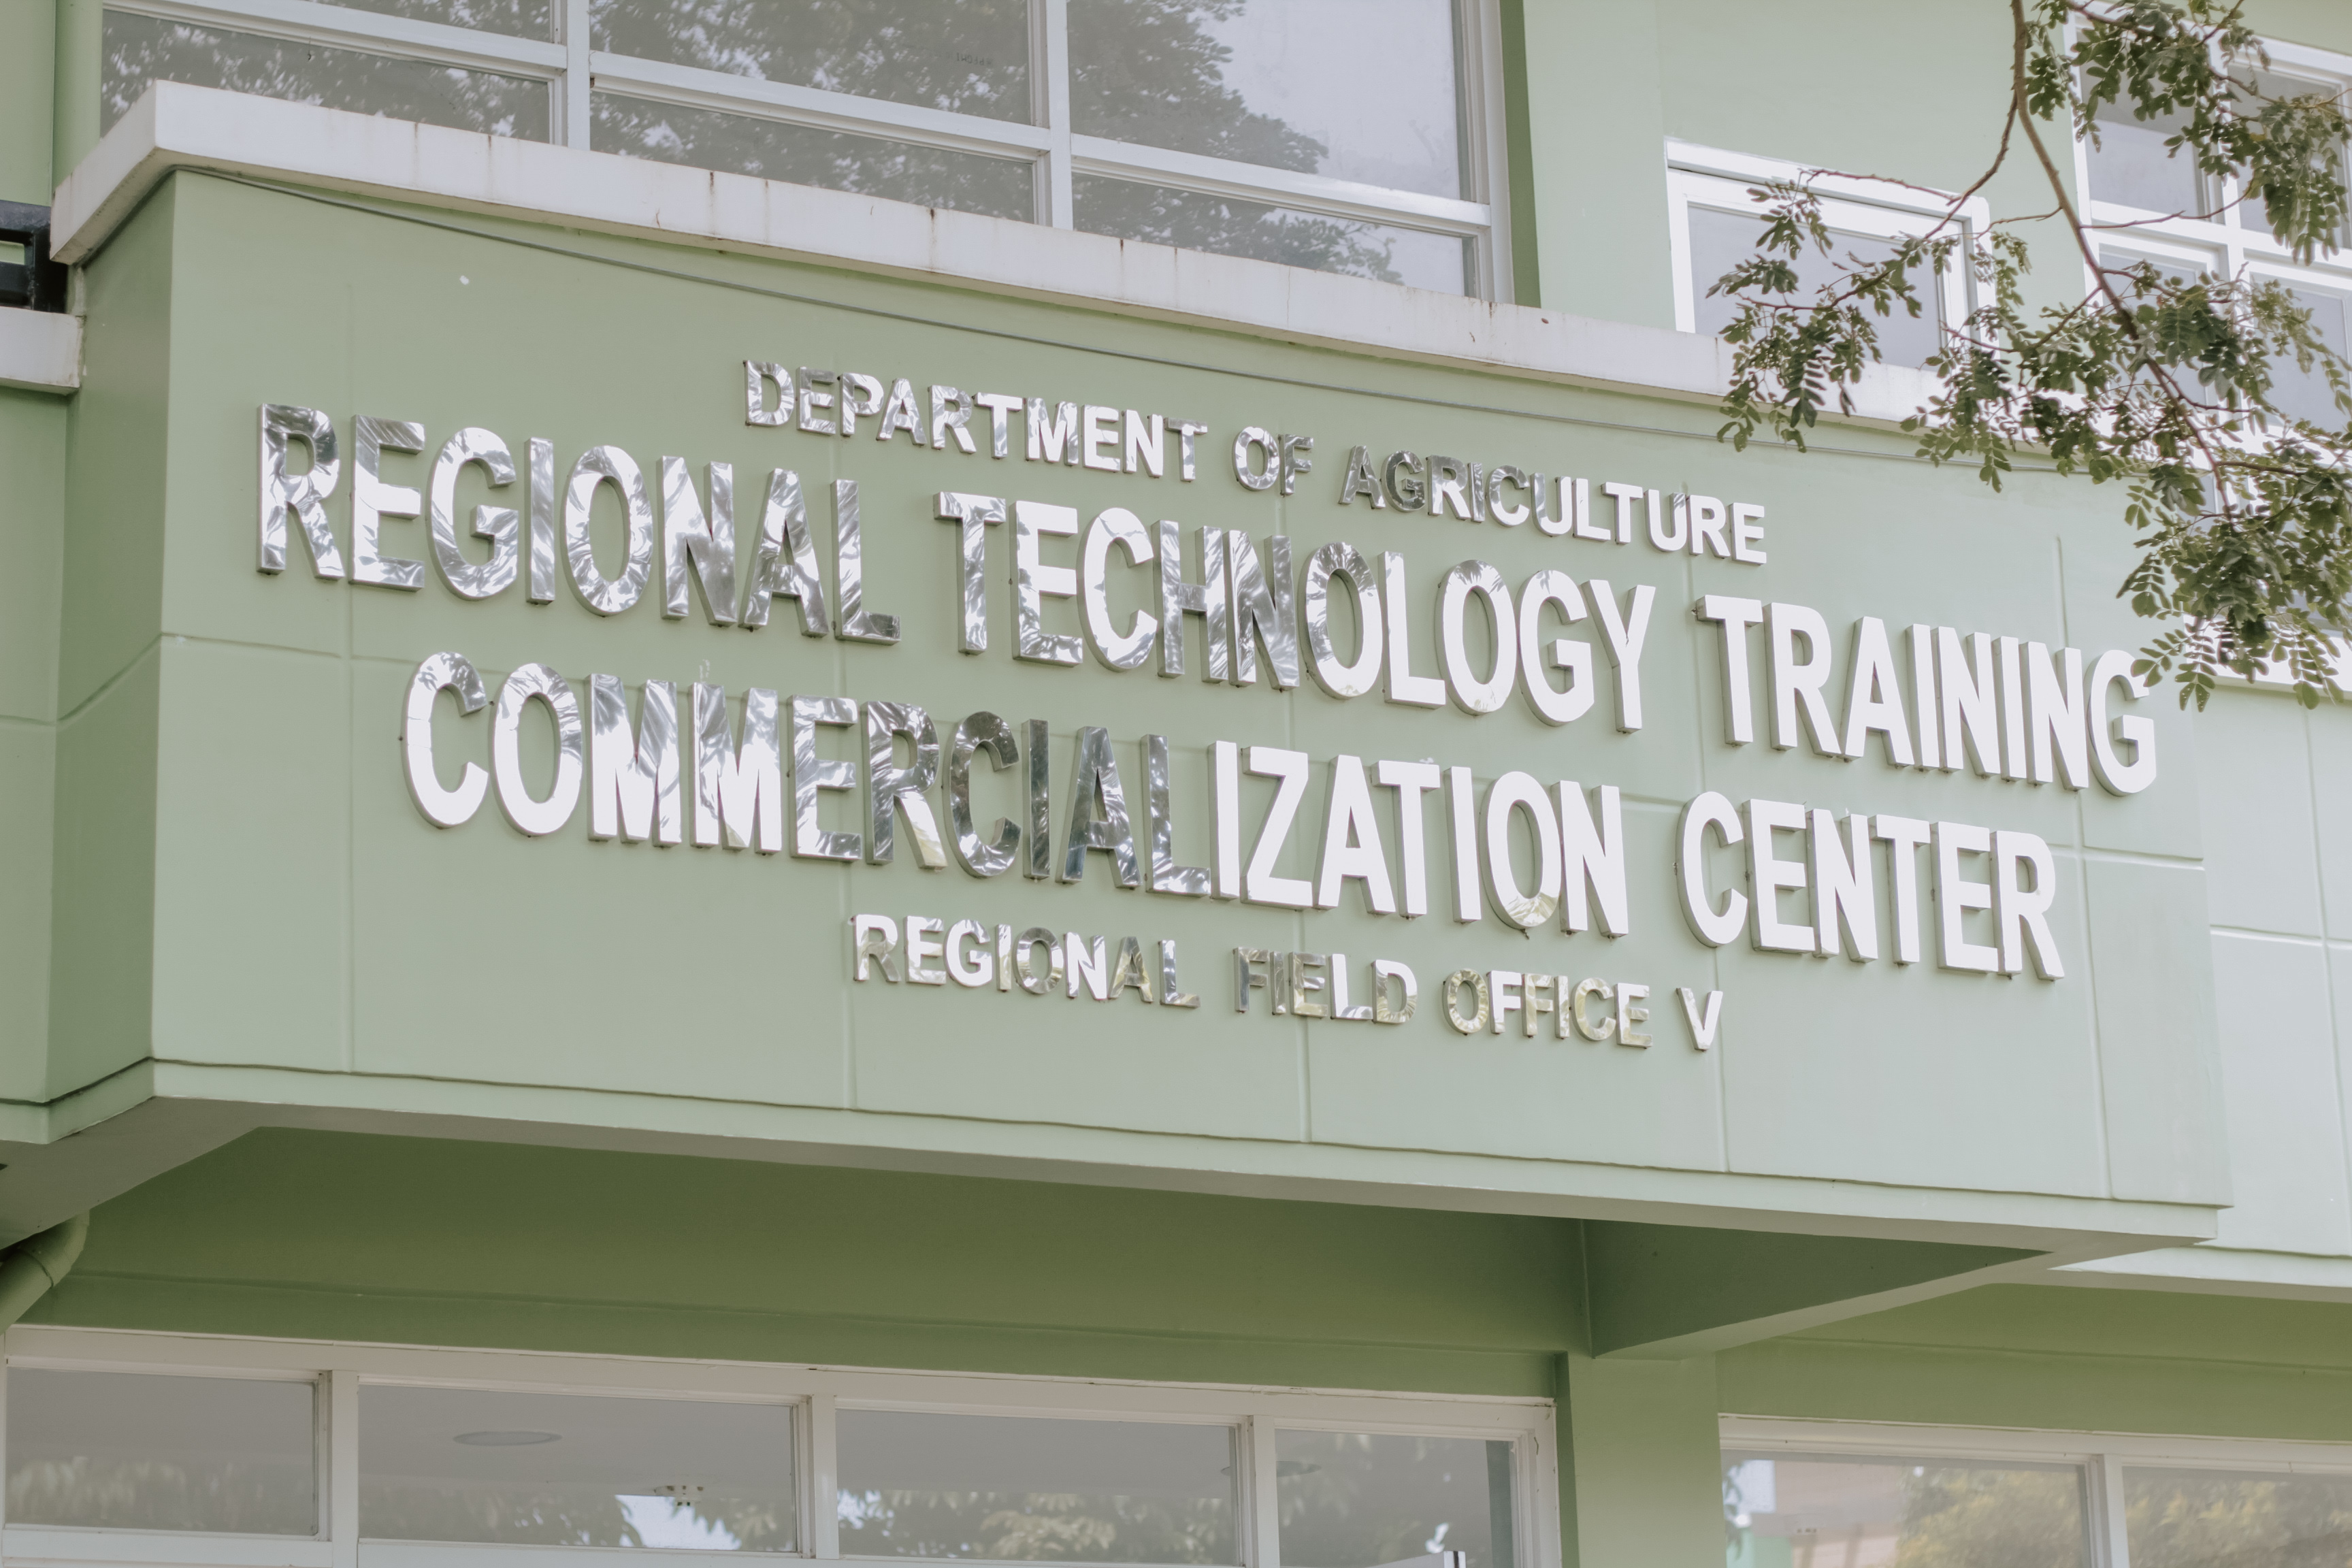 DEPARTMENT OF AGRICULTURE
REGIONAL TECHNOLOGY TRAINING
COMMERCIALIZATION CENTER
REGIONAL FIELD OFFICE V